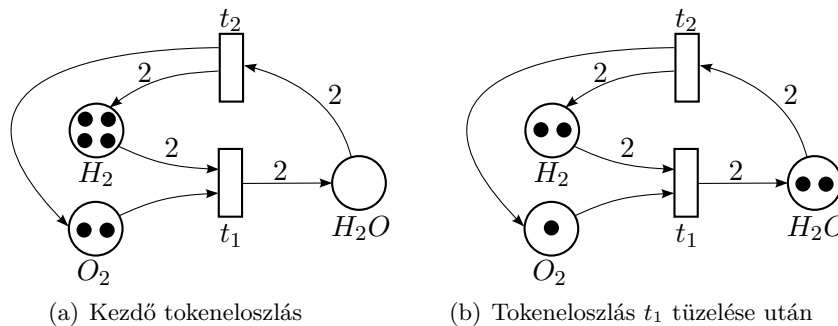 t₂
2
2
H₂
2
2
t₁
H₂O
O₂
(a) Kezdő tokeneloszlás
t₂
2
2
H₂
2
2
t₁
H₂O
O₂
(b) Tokeneloszlás t₁ tüzelése után